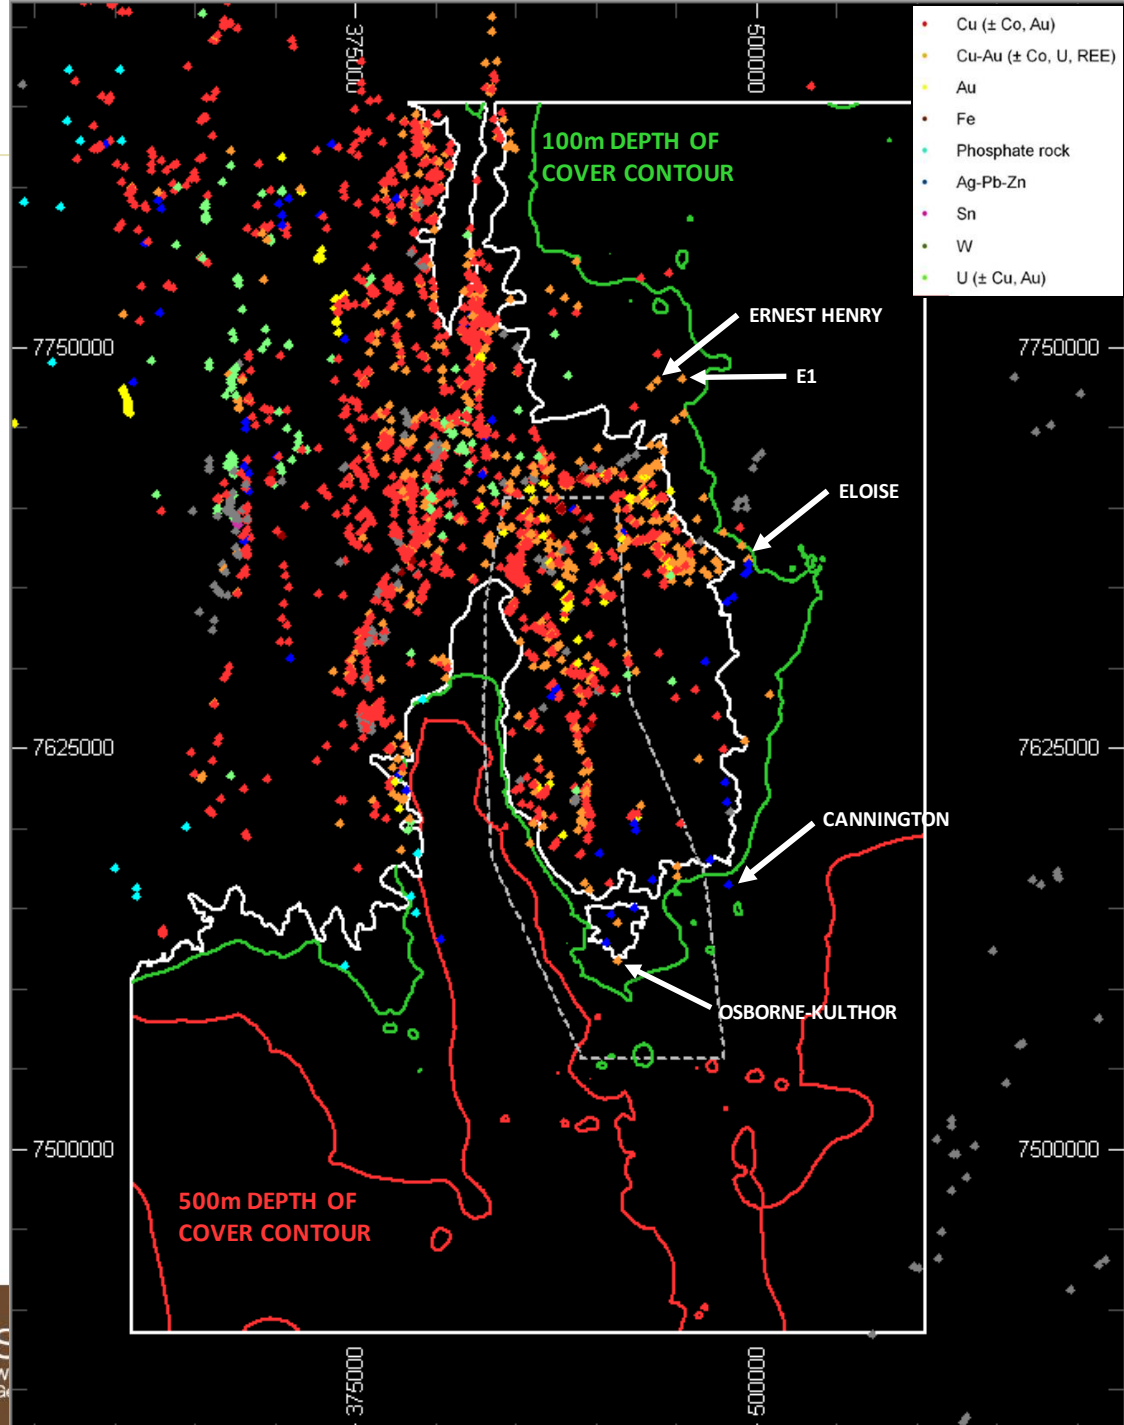 375000
500000
Cu (± Co, Au)
Cu-Au (± Co, U, REE)
Au
Fe
Phosphate rock
Ag-Pb-Zn
Sn
W
U (± Cu, Au)
100m DEPTH OF
COVER CONTOUR
ERNEST HENRY
7750000
7750000
E1
ELOISE
7625000
7625000
CANNINGTON
OSBORNE-KULTHOR
7500000
7500000
500m DEPTH OF
COVER CONTOUR
375000
500000